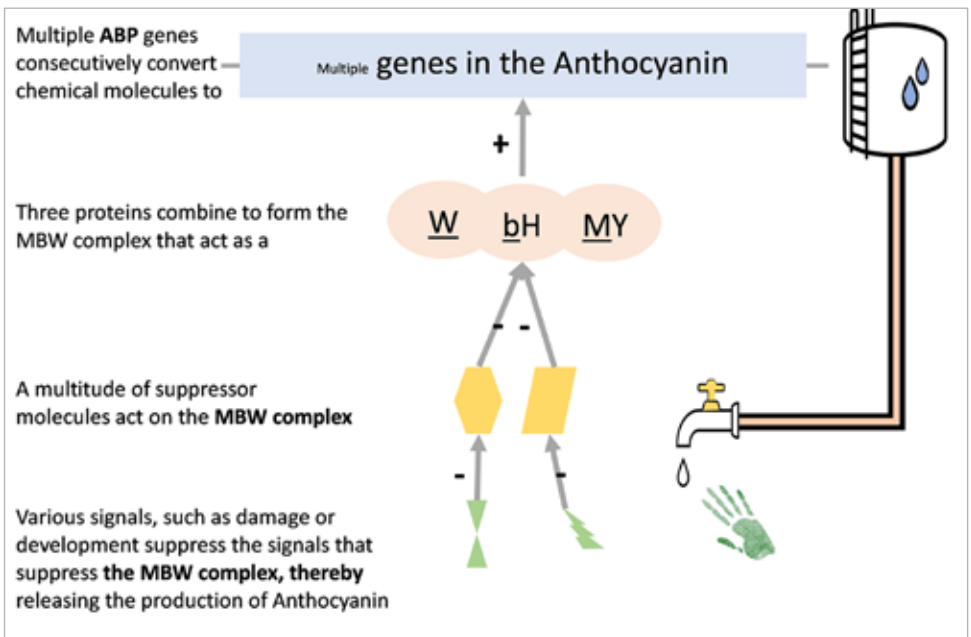 Multiple ABP genes
consecutively convert
chemical molecules to
Multiple genes in the Anthocyanin
+
Three proteins combine to form the
MBW complex that act as a
W bH MY
- -
A multitude of suppressor
molecules act on the MBW complex
- -
Various signals, such as damage or
development suppress the signals that
suppress the MBW complex, thereby
releasing the production of Anthocyanin